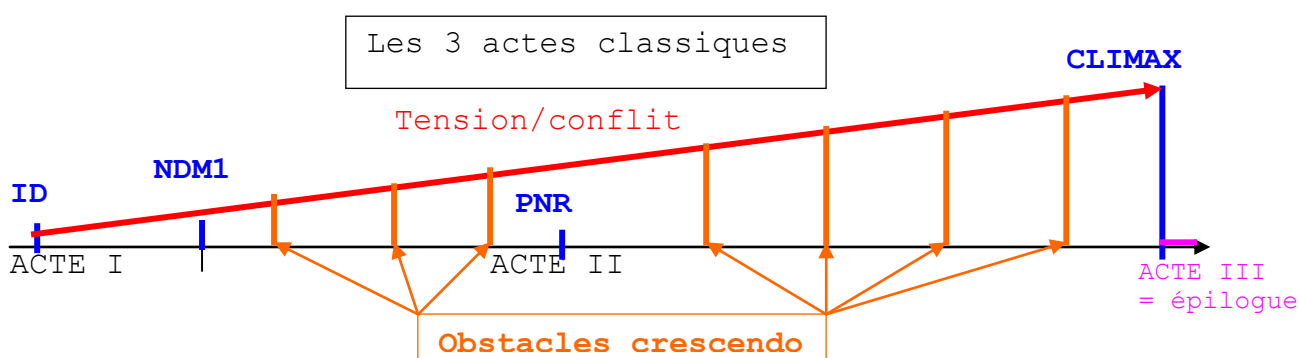 Les 3 actes classiques
CLIMAX
Tension/conflit
NDM1
ID
PNR
ACTE I
ACTE II
ACTE III
= épilogue
Obstacles crescendo